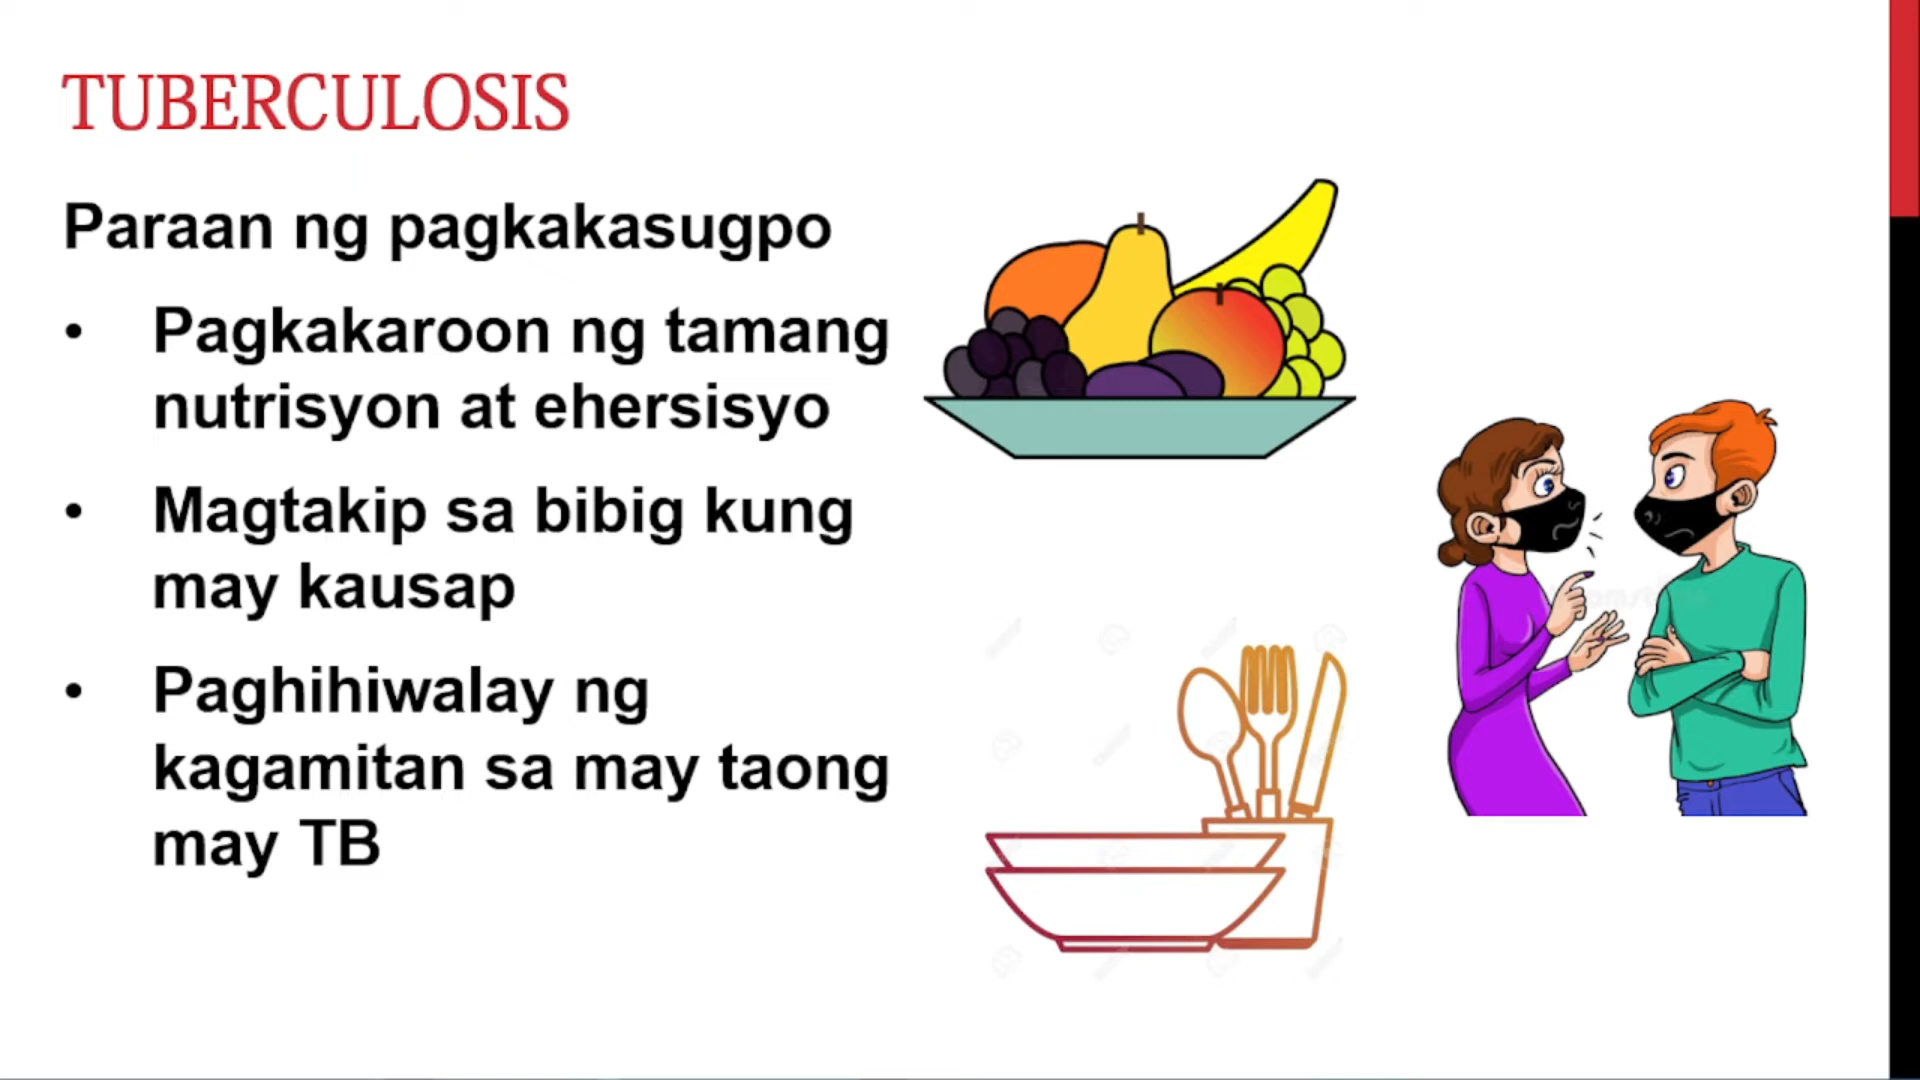 TUBERCULOSIS
Paraan ng pagkakasugpo
• Pagkakaroon ng tamang
nutrisyon at ehersisyo
• Magtakip sa bibig kung
may kausap
• Paghihiwalay ng
kagamitan sa may taong
may TB